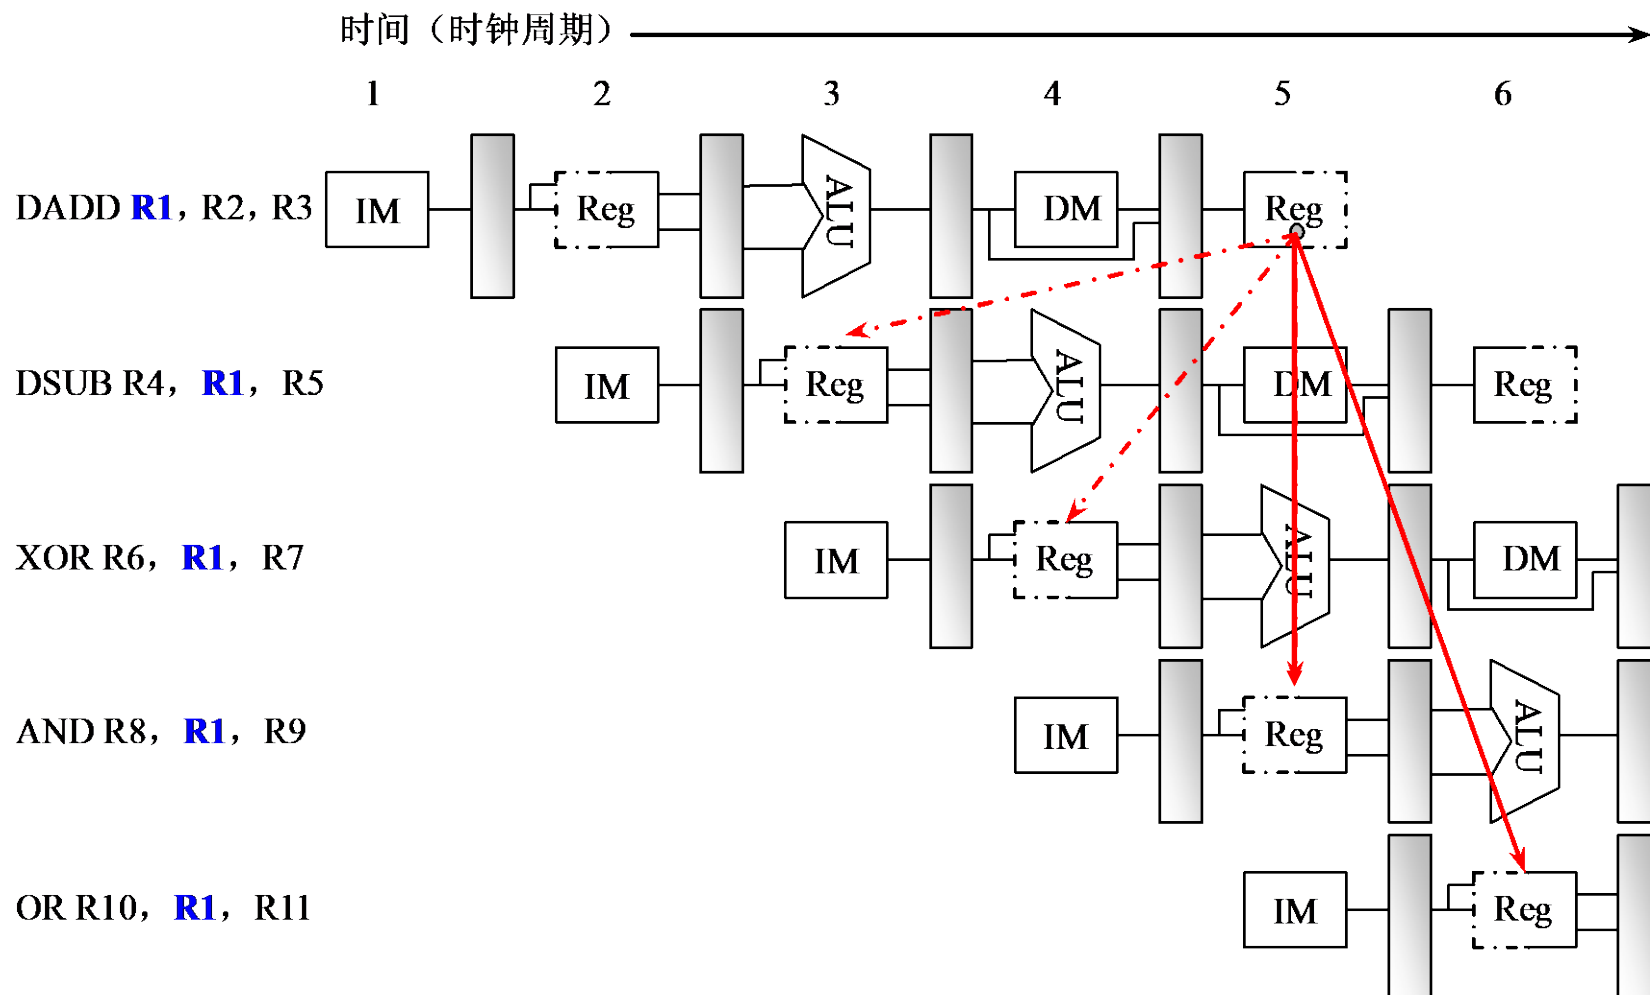 时间（时钟周期）
1 2 3 4 5 6
DADD R1, R2, R3 IM Reg ALU DM Reg
DSUB R4, R1, R5 IM Reg ALU DM Reg
XOR R6, R1, R7 IM Reg ALU DM
AND R8, R1, R9 IM Reg ALU
OR R10, R1, R11 IM Reg